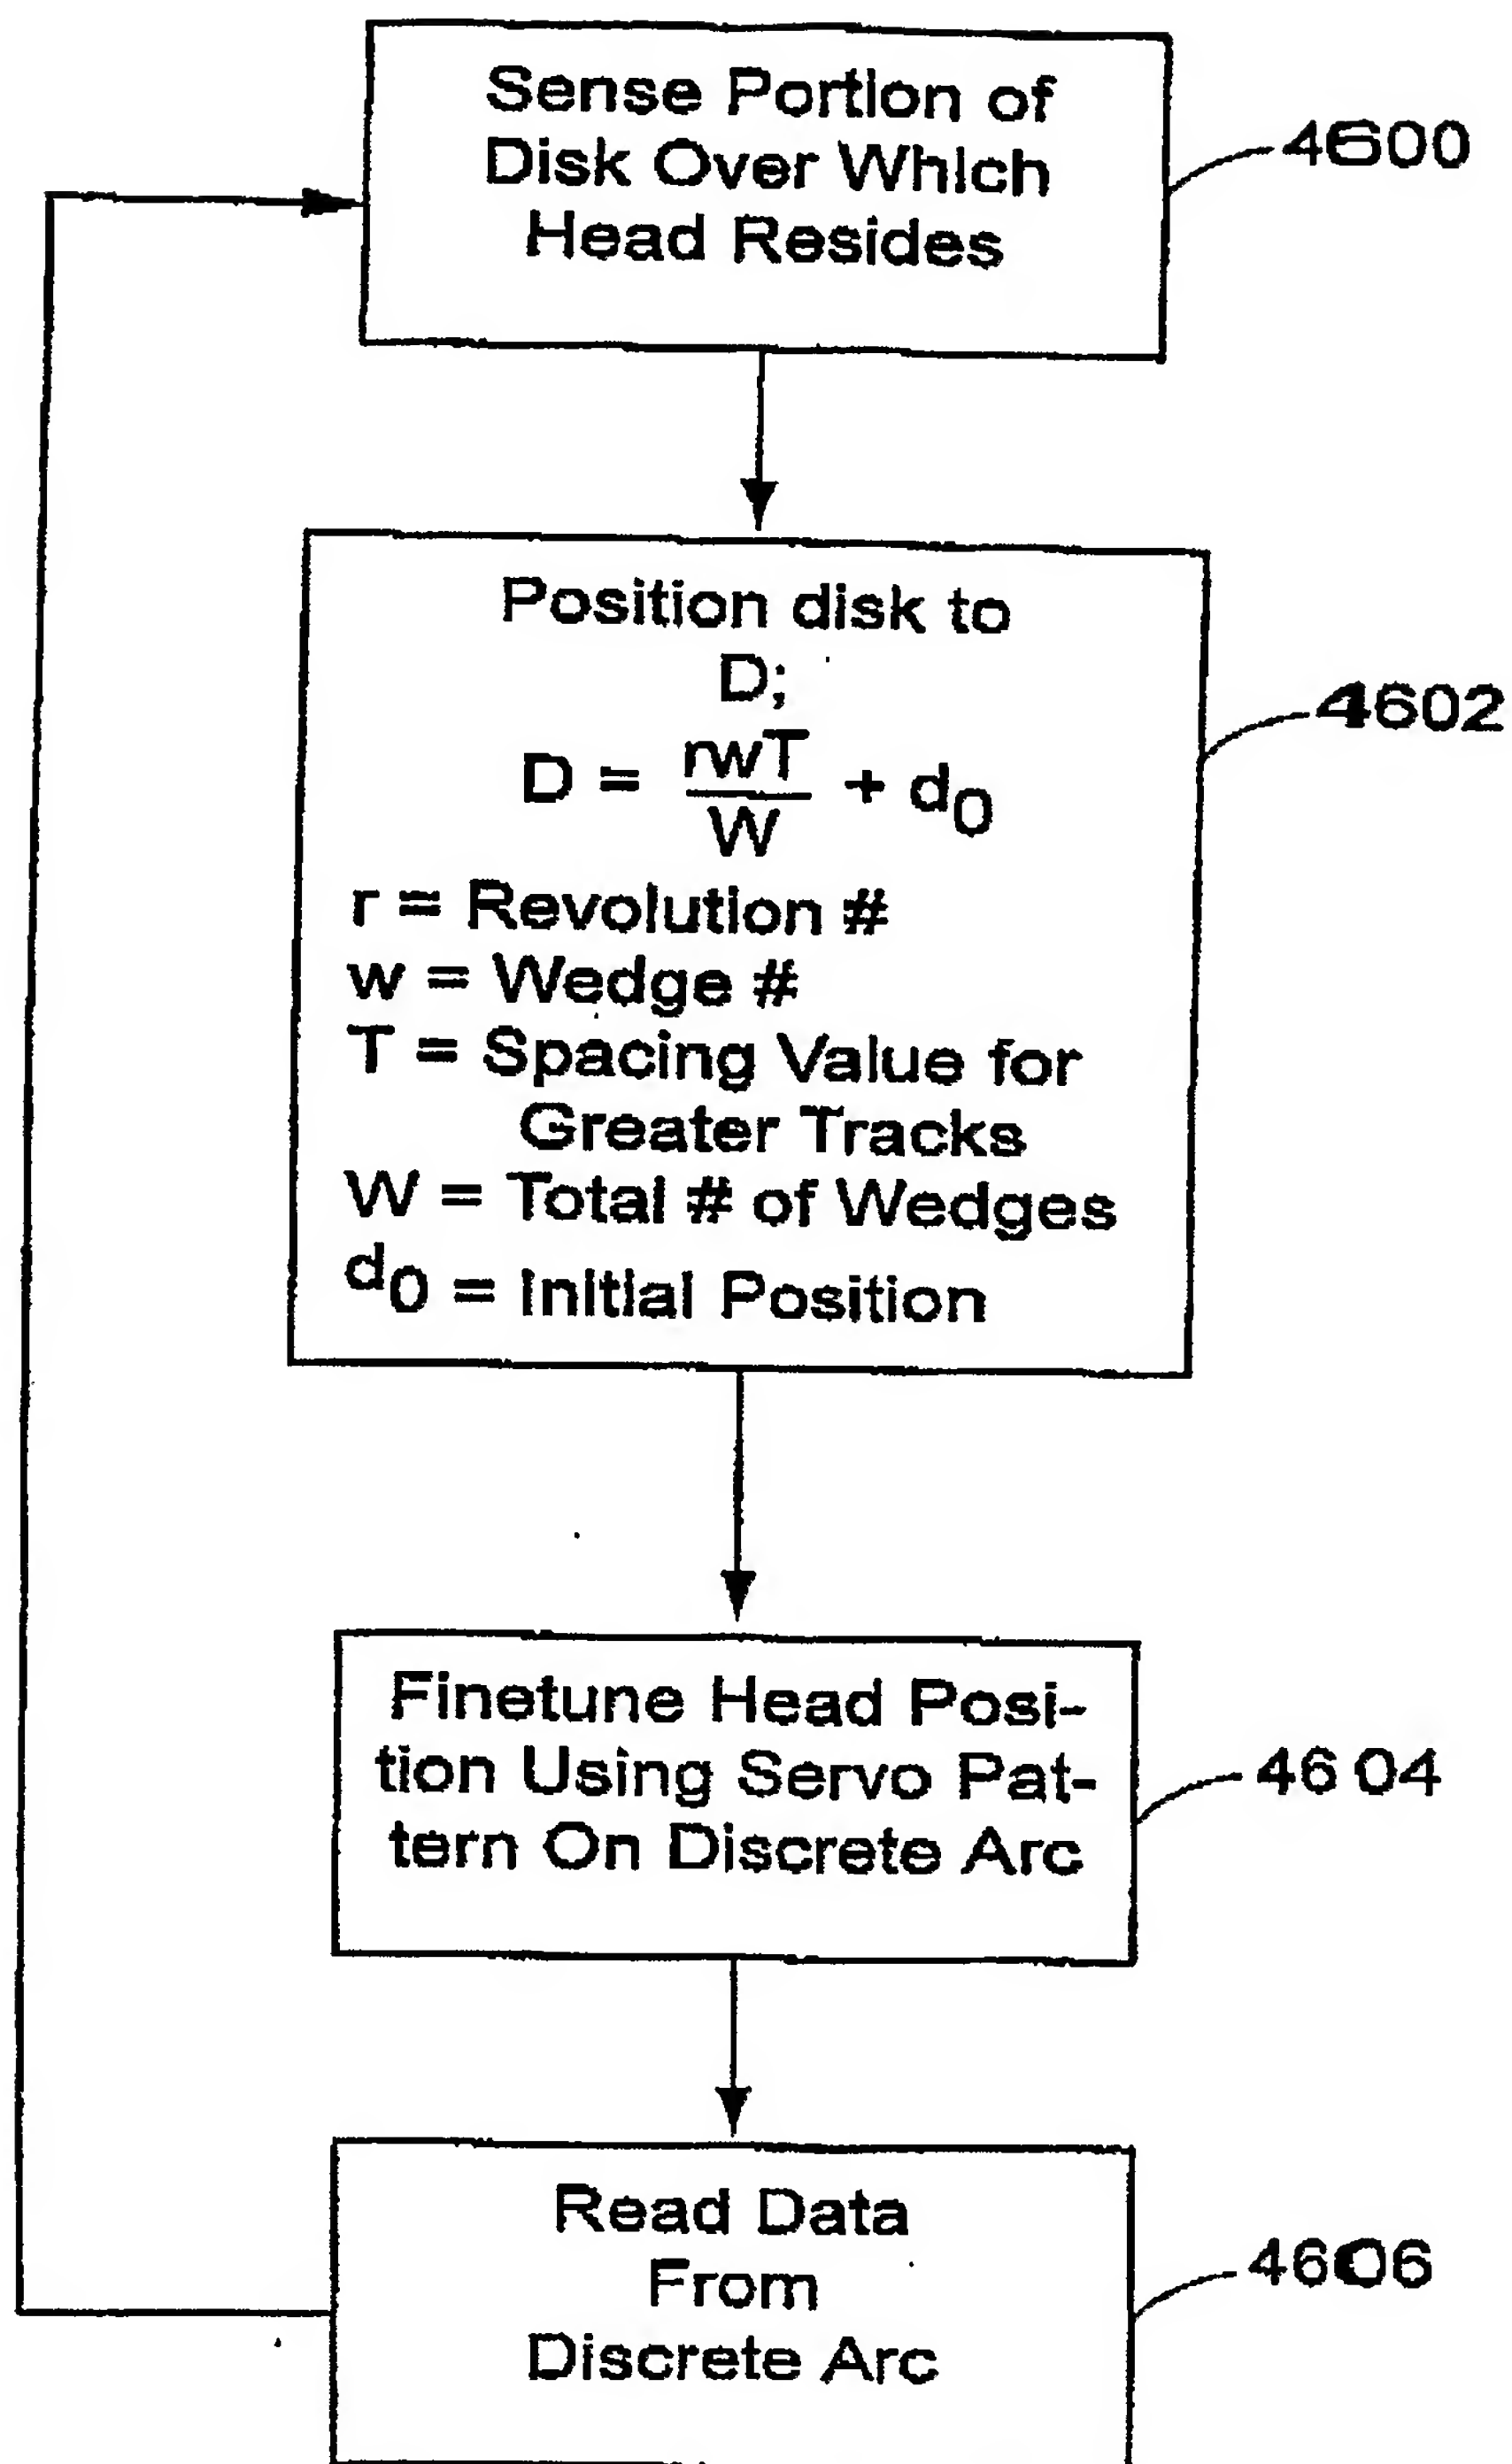 Sense Portion of
Disk Over Which
Head Resides
4600
Position disk to
D;
D = rwT/W + d0
r = Revolution #
w = Wedge #
T = Spacing Value for
Greater Tracks
W = Total # of Wedges
d0 = Initial Position
4602
Finetune Head Posi-
tion Using Servo Pat-
tern On Discrete Arc
4604
Read Data
From
Discrete Arc
4606